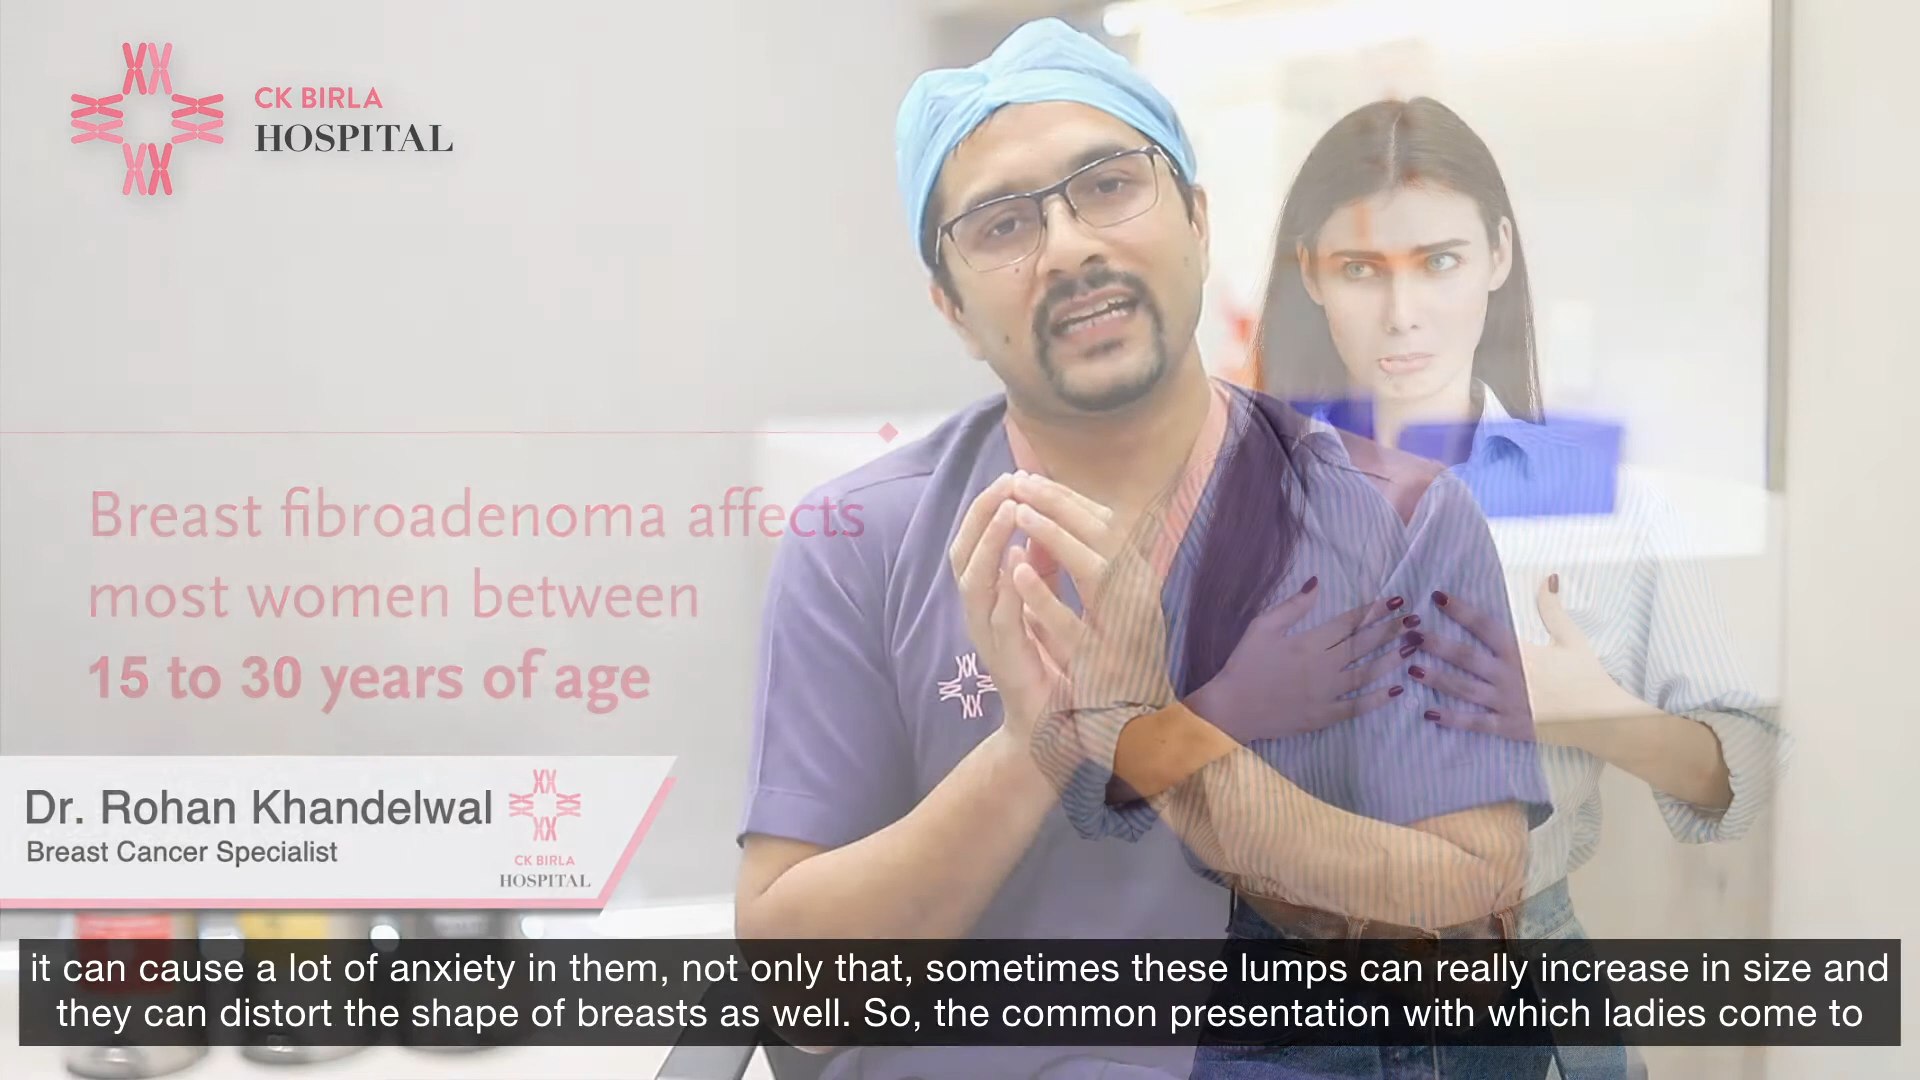 CK BIRLA
HOSPITAL
Breast fibroadenoma affects
most women between
15 to 30 years of age
Dr. Rohan Khandelwal
Breast Cancer Specialist
CK BIRLA
HOSPITAL
it can cause a lot of anxiety in them, not only that, sometimes these lumps can really increase in size and
they can distort the shape of breasts as well. So, the common presentation with which ladies come to